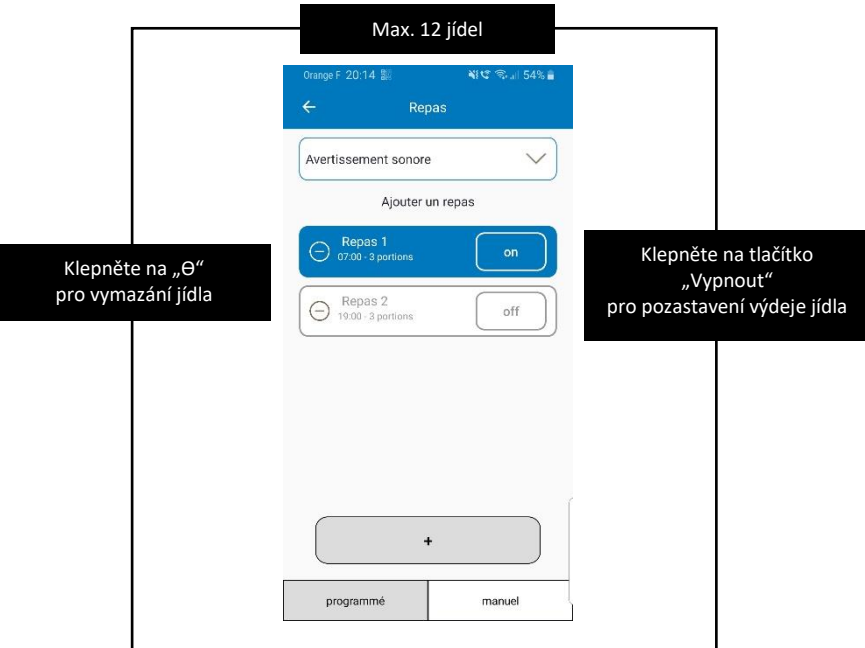 Max. 12 jídel
Orange F 20:14 54%
Repas
Avertissement sonore
Ajouter un repas
Repas 1
07:00 - 3 portions
on
Klepněte na „Ɵ“
pro vymazání jídla
Klepněte na tlačítko
„Vypnout“
pro pozastavení výdeje jídla
Repas 2
19:00 - 3 portions
off
+
programmé
manuel